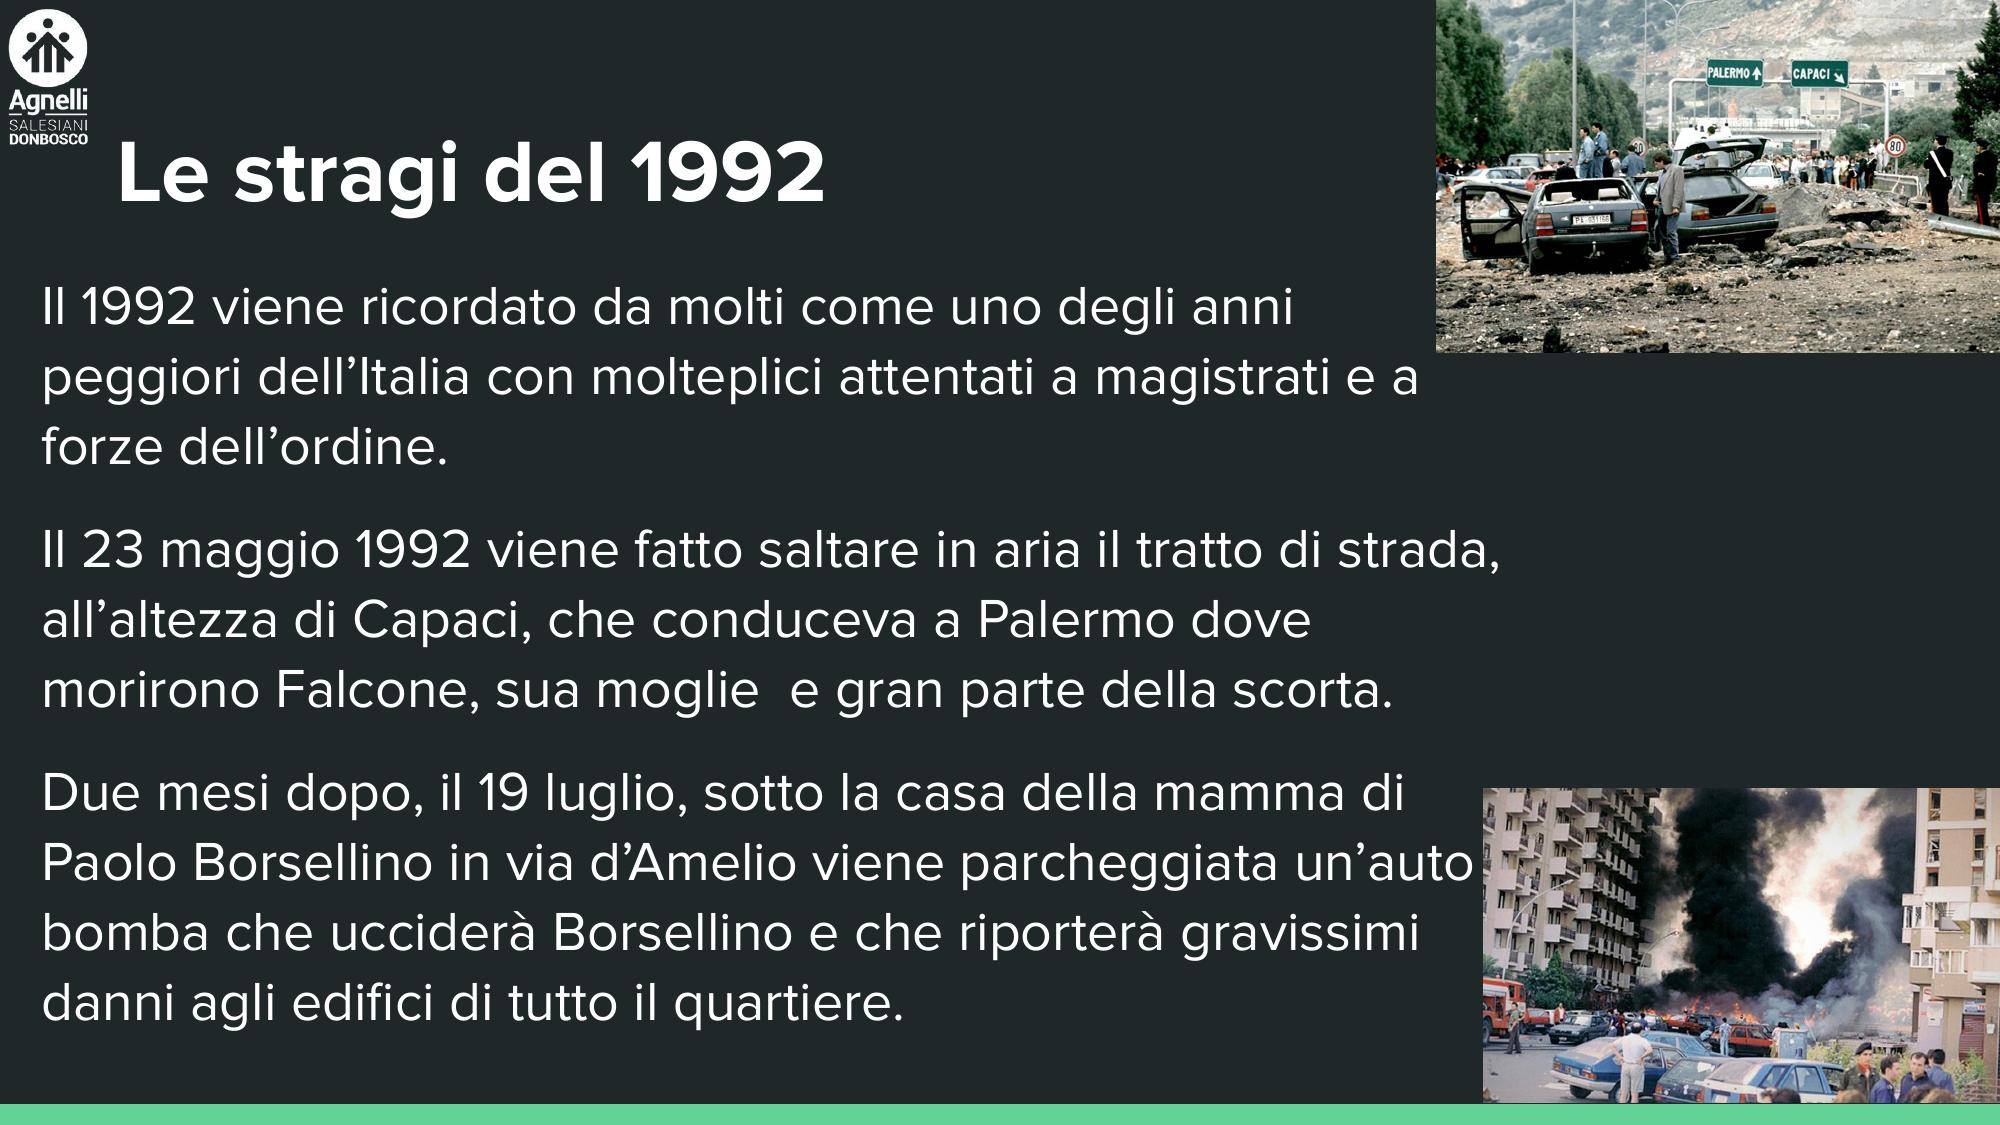 Agnelli
SALESIANI
DONBOSCO
Le stragi del 1992
PALERMO
CAPACI
80
Il 1992 viene ricordato da molti come uno degli anni
peggiori dell’Italia con molteplici attentati a magistrati e a
forze dell’ordine.
Il 23 maggio 1992 viene fatto saltare in aria il tratto di strada,
all’altezza di Capaci, che conduceva a Palermo dove
morirono Falcone, sua moglie  e gran parte della scorta.
Due mesi dopo, il 19 luglio, sotto la casa della mamma di
Paolo Borsellino in via d’Amelio viene parcheggiata un’auto
bomba che ucciderà Borsellino e che riporterà gravissimi
danni agli edifici di tutto il quartiere.